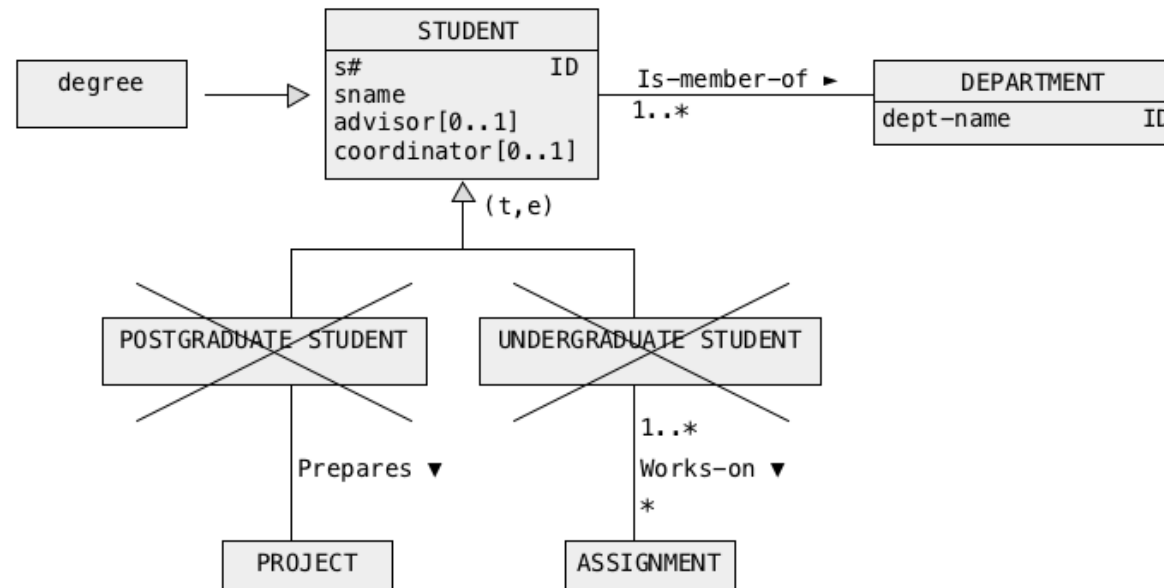 STUDENT
degree
s# ID
sname
advisor[0..1]
coordinator[0..1]
Is-member-of ►
1..*
DEPARTMENT
dept-name ID
(t,e)
POSTGRADUATE STUDENT
UNDERGRADUATE STUDENT
1..*
Prepares ▼
Works-on ▼
*
PROJECT
ASSIGNMENT